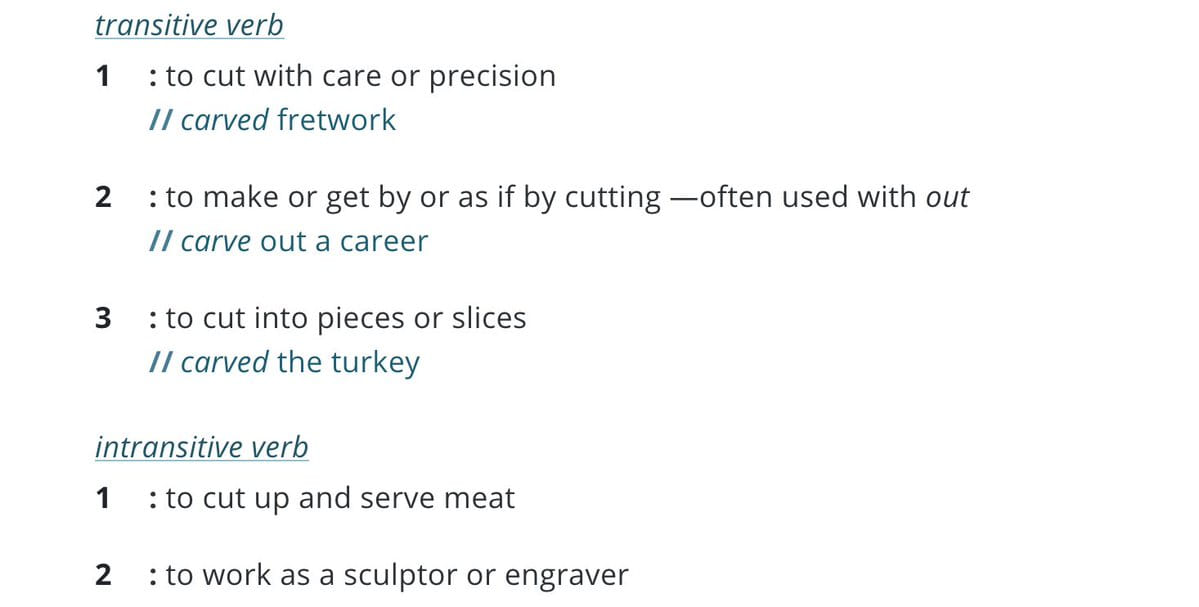 transitive verb
1 : to cut with care or precision
// carved fretwork
2 : to make or get by or as if by cutting —often used with out
// carve out a career
3 : to cut into pieces or slices
// carved the turkey
intransitive verb
1 : to cut up and serve meat
2 : to work as a sculptor or engraver